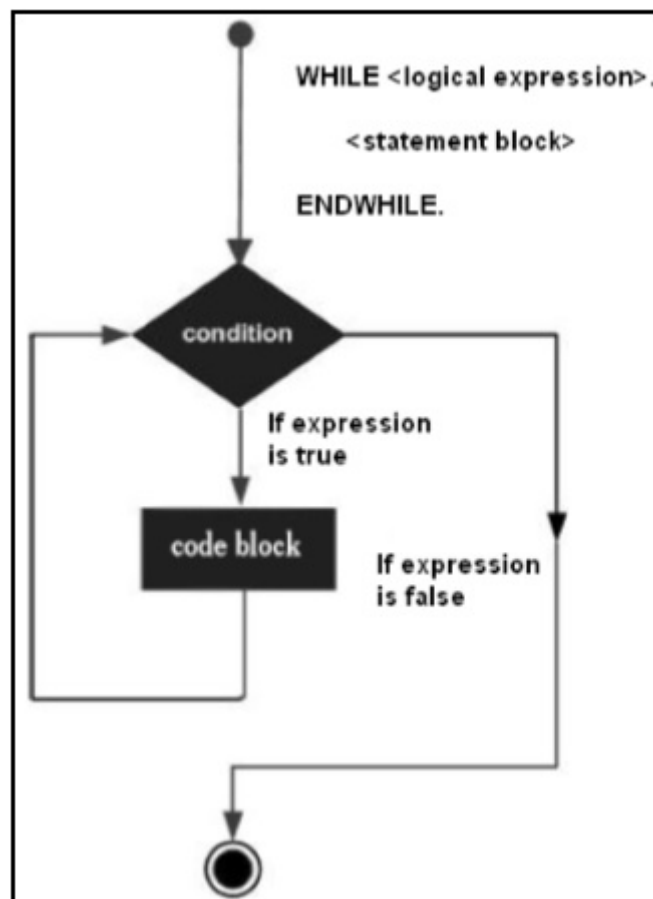 WHILE <logical expression>.
<statement block>
ENDWHILE.
condition
If expression
is true
code block
If expression
is false